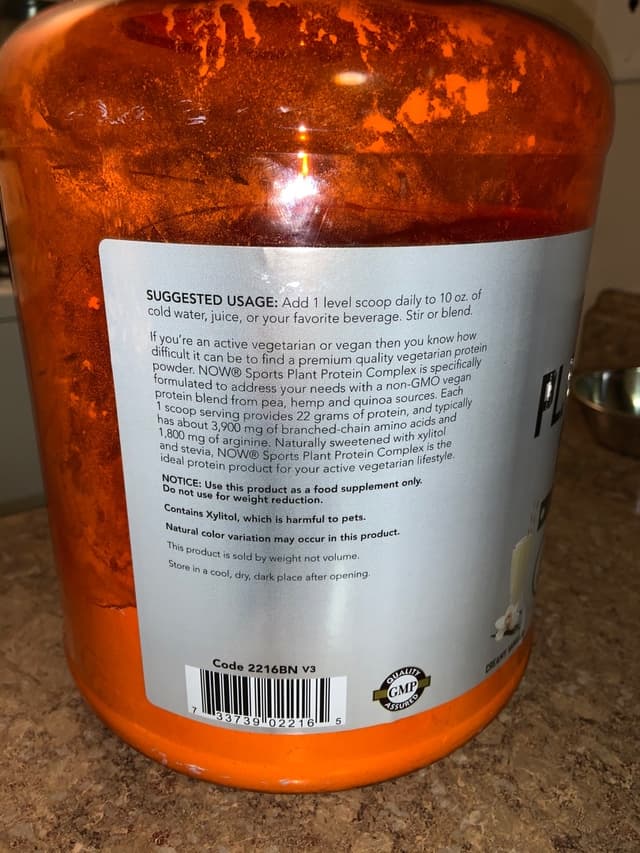 SUGGESTED USAGE: Add 1 level scoop daily to 10 oz. of
cold water, juice, or your favorite beverage. Stir or blend.
If you're an active vegetarian or vegan then you know how
difficult it can be to find a premium quality vegetarian protein
powder. NOW® Sports Plant Protein Complex is specifically
formulated to address your needs with a non-GMO vegan
protein blend from pea, hemp and quinoa sources. Each
1 scoop serving provides 22 grams of protein, and typically
has about 3,900 mg of branched-chain amino acids and
1,800 mg of arginine. Naturally sweetened with xylitol
and stevia, NOW® Sports Plant Protein Complex is the
ideal protein product for your active vegetarian lifestyle.
NOTICE: Use this product as a food supplement only.
Do not use for weight reduction.
Contains Xylitol, which is harmful to pets.
Natural color variation may occur in this product.
This product is sold by weight not volume.
Store in a cool, dry, dark place after opening.
Code 2216BN V3
7 33739 02216 5
QUALITY
GMP
ASSURED
PL
CREAMY